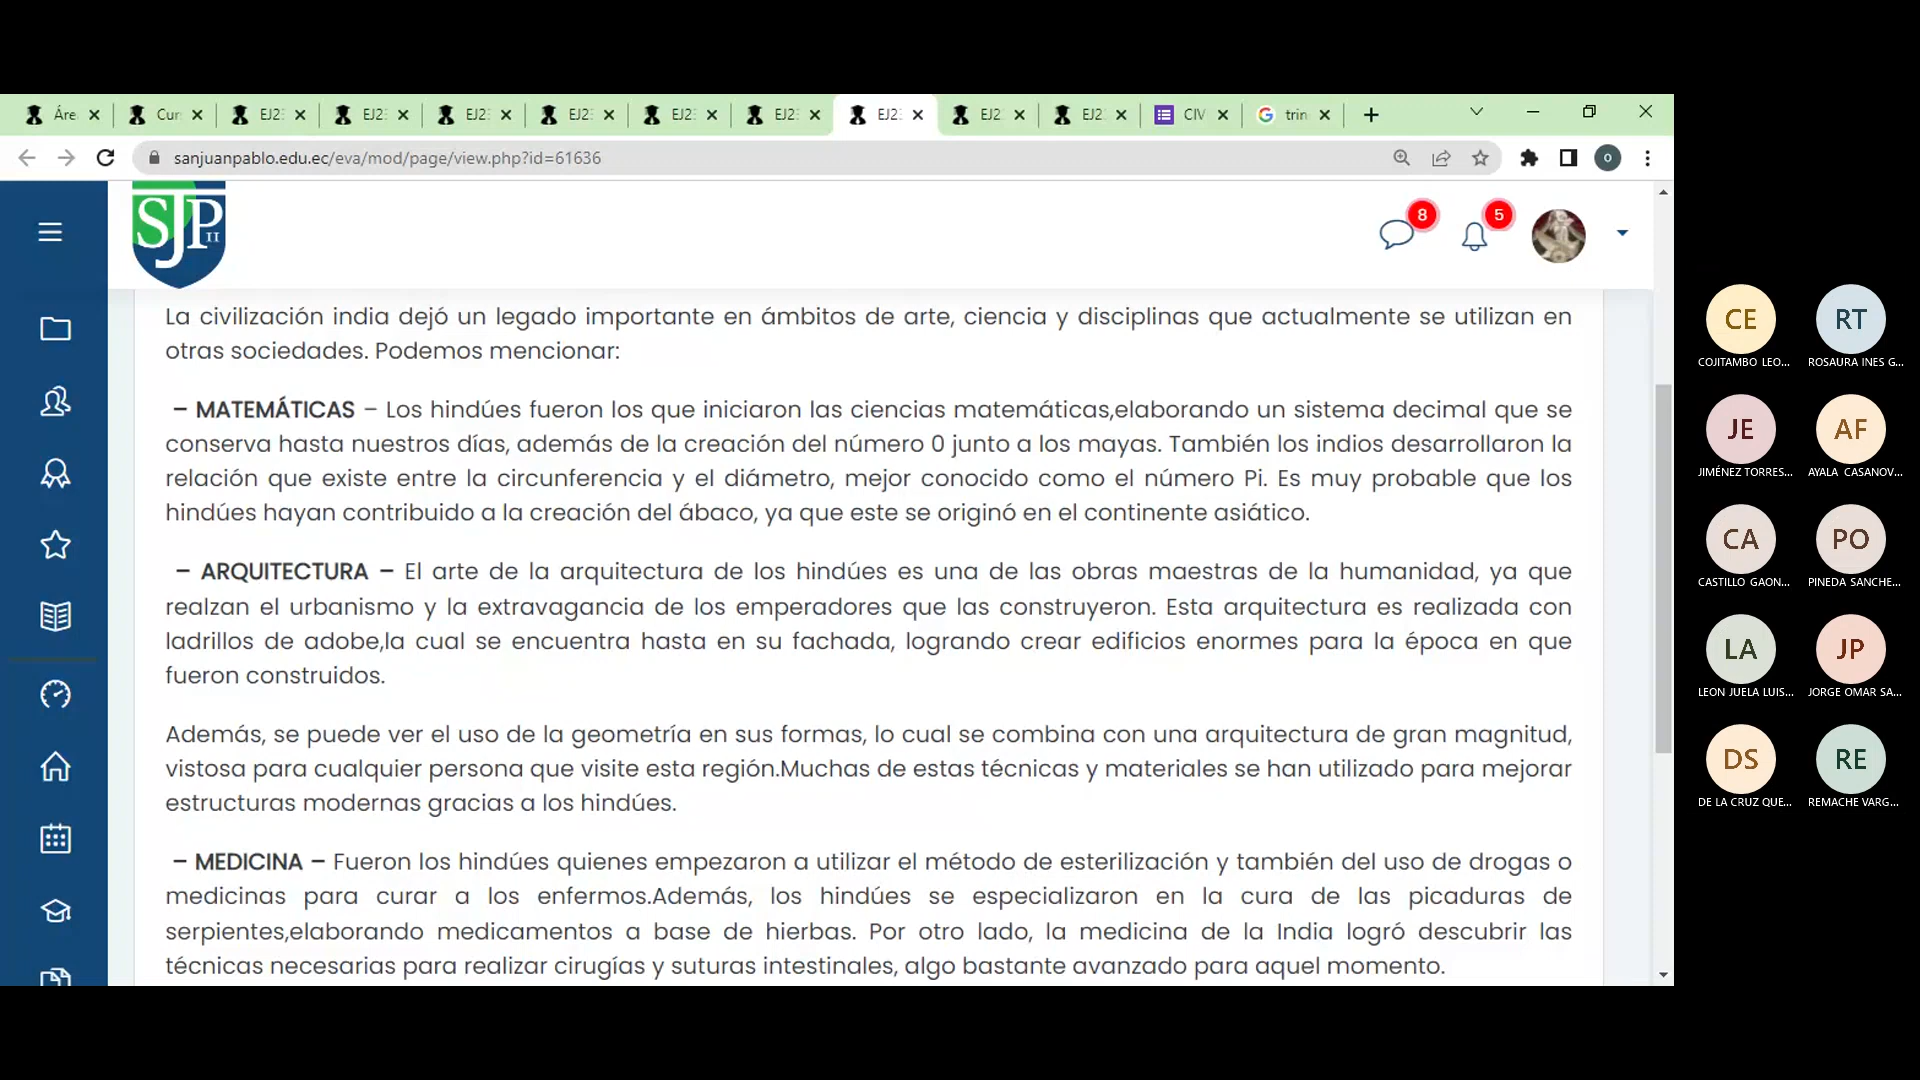 Áre
Cur
EJ2
EJ2
EJ2
EJ2
EJ2
EJ2
EJ2
EJ2
EJ2
CIV
trin
sanjuanpablo.edu.ec/eva/mod/page/view.php?id=61636
O
SJP
II
8
5
La civilización india dejó un legado importante en ámbitos de arte, ciencia y disciplinas que actualmente se utilizan en
otras sociedades. Podemos mencionar:
– MATEMÁTICAS – Los hindúes fueron los que iniciaron las ciencias matemáticas,elaborando un sistema decimal que se
conserva hasta nuestros días, además de la creación del número 0 junto a los mayas. También los indios desarrollaron la
relación que existe entre la circunferencia y el diámetro, mejor conocido como el número Pi. Es muy probable que los
hindúes hayan contribuido a la creación del ábaco, ya que este se originó en el continente asiático.
– ARQUITECTURA – El arte de la arquitectura de los hindúes es una de las obras maestras de la humanidad, ya que
realzan el urbanismo y la extravagancia de los emperadores que las construyeron. Esta arquitectura es realizada con
ladrillos de adobe,la cual se encuentra hasta en su fachada, logrando crear edificios enormes para la época en que
fueron construidos.
Además, se puede ver el uso de la geometría en sus formas, lo cual se combina con una arquitectura de gran magnitud,
vistosa para cualquier persona que visite esta región.Muchas de estas técnicas y materiales se han utilizado para mejorar
estructuras modernas gracias a los hindúes.
– MEDICINA – Fueron los hindúes quienes empezaron a utilizar el método de esterilización y también del uso de drogas o
medicinas para curar a los enfermos.Además, los hindúes se especializaron en la cura de las picaduras de
serpientes,elaborando medicamentos a base de hierbas. Por otro lado, la medicina de la India logró descubrir las
técnicas necesarias para realizar cirugías y suturas intestinales, algo bastante avanzado para aquel momento.
CE RT
COJITAMBO LEO... ROSAURA INES G...
JE AF
JIMÉNEZ TORRES... AYALA CASANOV...
CA PO
CASTILLO GAON... PINEDA SANCHE...
LA JP
LEON JUELA LUIS... JORGE OMAR SA...
DS RE
DE LA CRUZ QUE... REMACHE VARG...